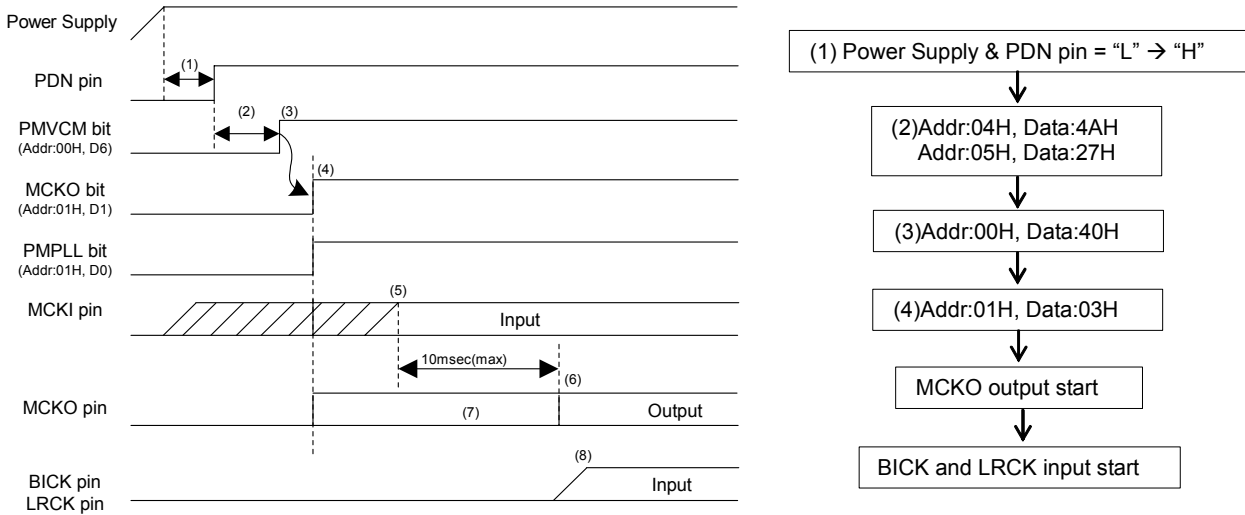 Power Supply
(1)
PDN pin
(2)
(3)
PMVCM bit
(Addr:00H, D6)
(4)
MCKO bit
(Addr:01H, D1)
PMPLL bit
(Addr:01H, D0)
(5)
MCKI pin
Input
10msec(max)
(6)
MCKO pin
(7)
Output
(8)
BICK pin
LRCK pin
Input
(1) Power Supply & PDN pin = “L” → “H”
(2)Addr:04H, Data:4AH
Addr:05H, Data:27H
(3)Addr:00H, Data:40H
(4)Addr:01H, Data:03H
MCKO output start
BICK and LRCK input start